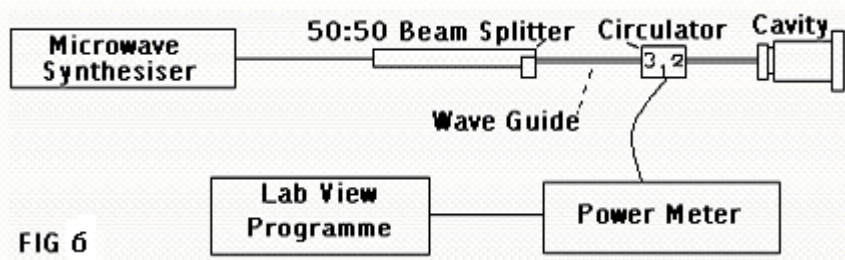 Microwave
Synthesiser
50:50 Beam Splitter
Circulator
Cavity
3,2
Wave Guide
Lab View
Programme
Power Meter
FIG 6